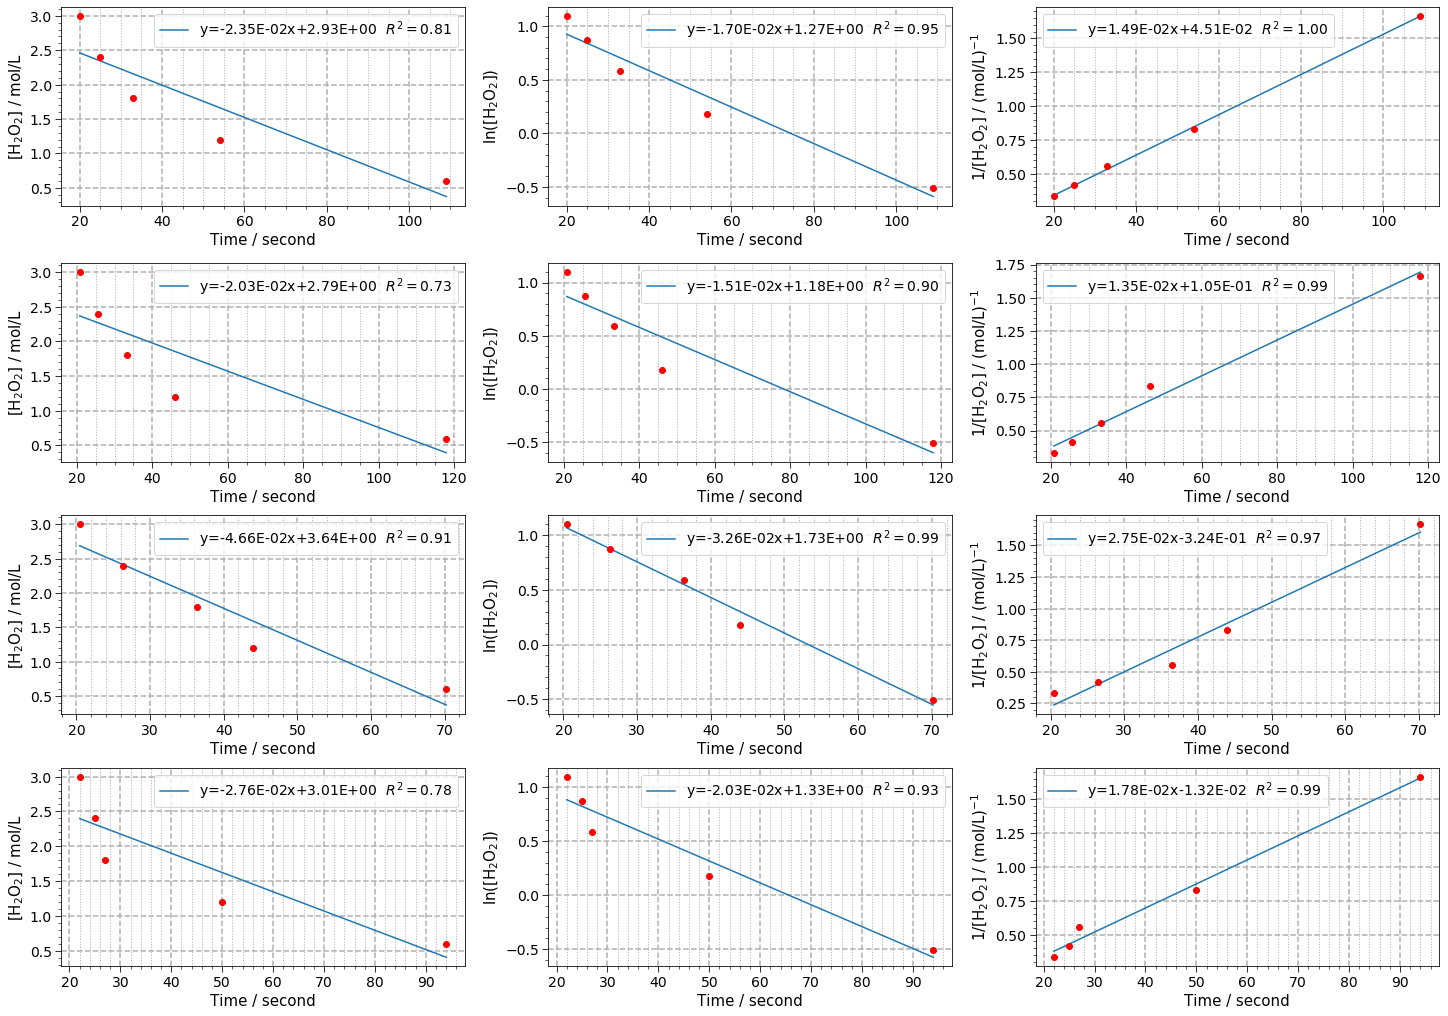 y=-2.35E-02x+2.93E+00 R² = 0.81
[H₂O₂] / mol/L
3.0
2.5
2.0
1.5
1.0
0.5
20 40 60 80 100
Time / second
y=-1.70E-02x+1.27E+00 R² = 0.95
ln([H₂O₂])
1.0
0.5
0.0
−0.5
20 40 60 80 100
Time / second
y=1.49E-02x+4.51E-02 R² = 1.00
1/[H₂O₂] / (mol/L)⁻¹
1.50
1.25
1.00
0.75
0.50
20 40 60 80 100
Time / second
y=-2.03E-02x+2.79E+00 R² = 0.73
[H₂O₂] / mol/L
3.0
2.5
2.0
1.5
1.0
0.5
20 40 60 80 100 120
Time / second
y=-1.51E-02x+1.18E+00 R² = 0.90
ln([H₂O₂])
1.0
0.5
0.0
−0.5
20 40 60 80 100 120
Time / second
y=1.35E-02x+1.05E-01 R² = 0.99
1/[H₂O₂] / (mol/L)⁻¹
1.75
1.50
1.25
1.00
0.75
0.50
20 40 60 80 100 120
Time / second
y=-4.66E-02x+3.64E+00 R² = 0.91
[H₂O₂] / mol/L
3.0
2.5
2.0
1.5
1.0
0.5
20 30 40 50 60 70
Time / second
y=-3.26E-02x+1.73E+00 R² = 0.99
ln([H₂O₂])
1.0
0.5
0.0
−0.5
20 30 40 50 60 70
Time / second
y=2.75E-02x-3.24E-01 R² = 0.97
1/[H₂O₂] / (mol/L)⁻¹
1.50
1.25
1.00
0.75
0.50
0.25
20 30 40 50 60 70
Time / second
y=-2.76E-02x+3.01E+00 R² = 0.78
[H₂O₂] / mol/L
3.0
2.5
2.0
1.5
1.0
0.5
20 30 40 50 60 70 80 90
Time / second
y=-2.03E-02x+1.33E+00 R² = 0.93
ln([H₂O₂])
1.0
0.5
0.0
−0.5
20 30 40 50 60 70 80 90
Time / second
y=1.78E-02x-1.32E-02 R² = 0.99
1/[H₂O₂] / (mol/L)⁻¹
1.50
1.25
1.00
0.75
0.50
20 30 40 50 60 70 80 90
Time / second